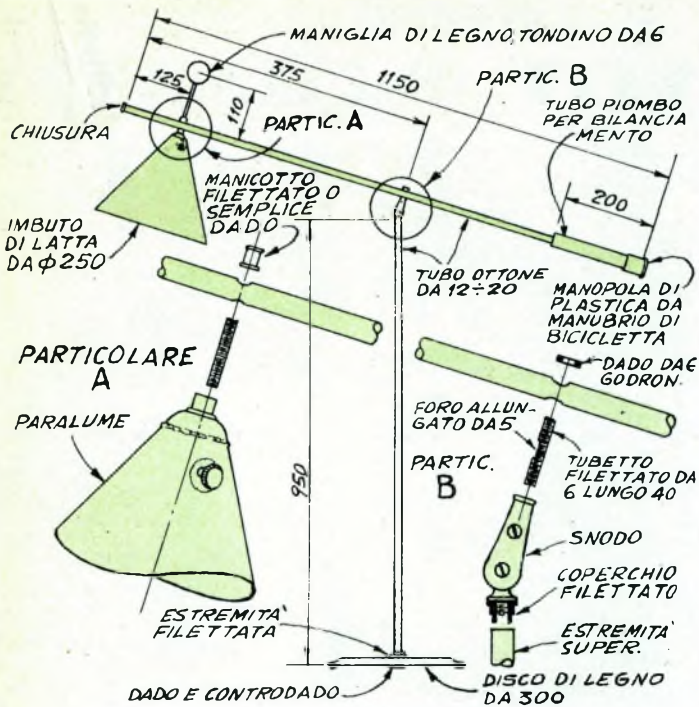 MANIGLIA DI LEGNO, TONDINO DA 6
125
375
1150
110
PARTIC. A
PARTIC. B
CHIUSURA
TUBO PIOMBO
PER BILANCIA
MENTO
200
IMBUTO
DI LATTA
DA Φ 250
MANICOTTO
FILETTATO O
SEMPLICE
DADO
TUBO OTTONE
DA 12÷20
MANOPOLA DI
PLASTICA DA
MANUBRIO DI
BICICLETTA
PARTICOLARE
A
PARALUME
950
DADO DA 6
GODRON.
FORO ALLUN-
GATO DA 5
PARTIC.
B
TUBETTO
FILETTATO DA
6 LUNGO 40
SNODO
COPERCHIO
FILETTATO
ESTREMITA'
SUPER.
ESTREMITA'
FILETTATA
DADO E CONTRODADO
DISCO DI LEGNO
DA 300